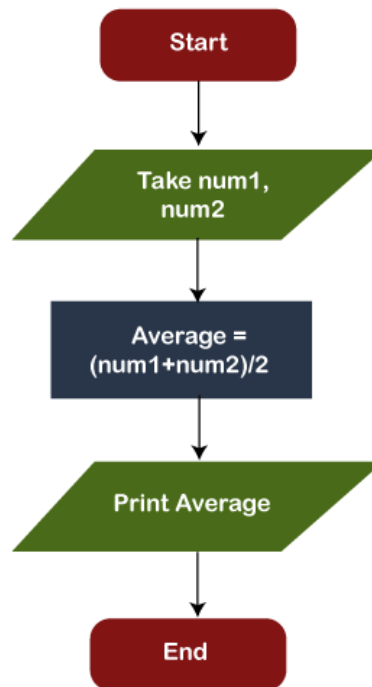 Start
Take num1,
num2
Average =
(num1+num2)/2
Print Average
End